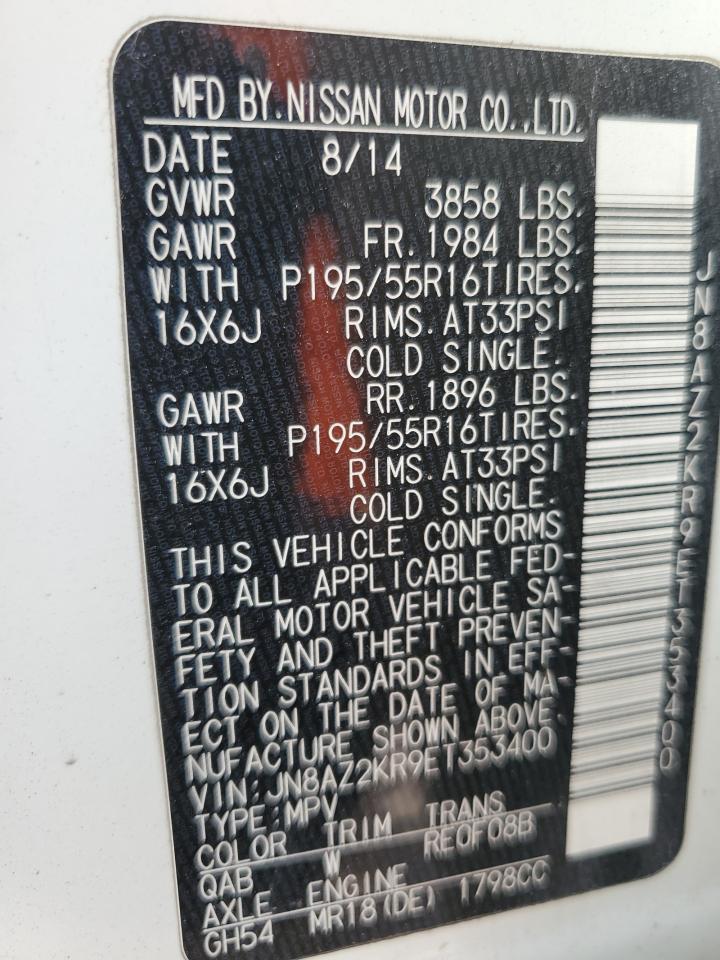 MFD BY.NISSAN MOTOR CO.,LTD.
DATE 8/14
GVWR 3858 LBS.
GAWR FR.1984 LBS.
WITH P195/55R16TIRES.
16X6J RIMS.AT33PSI
COLD SINGLE.
GAWR RR.1896 LBS.
WITH P195/55R16TIRES.
16X6J RIMS.AT33PSI
COLD SINGLE.
THIS VEHICLE CONFORMS
TO ALL APPLICABLE FED-
ERAL MOTOR VEHICLE SA-
FETY AND THEFT PREVEN-
TION STANDARDS IN EFF-
ECT ON THE DATE OF MA-
NUFACTURE SHOWN ABOVE.
VIN:JN8AZ2KR9ET353400
TYPE:MPV
COLOR TRIM TRANS
QAB W RE0F08B
AXLE ENGINE
GH54 MR18(DE) 1798CC
JN8AZ2KR9ET353400